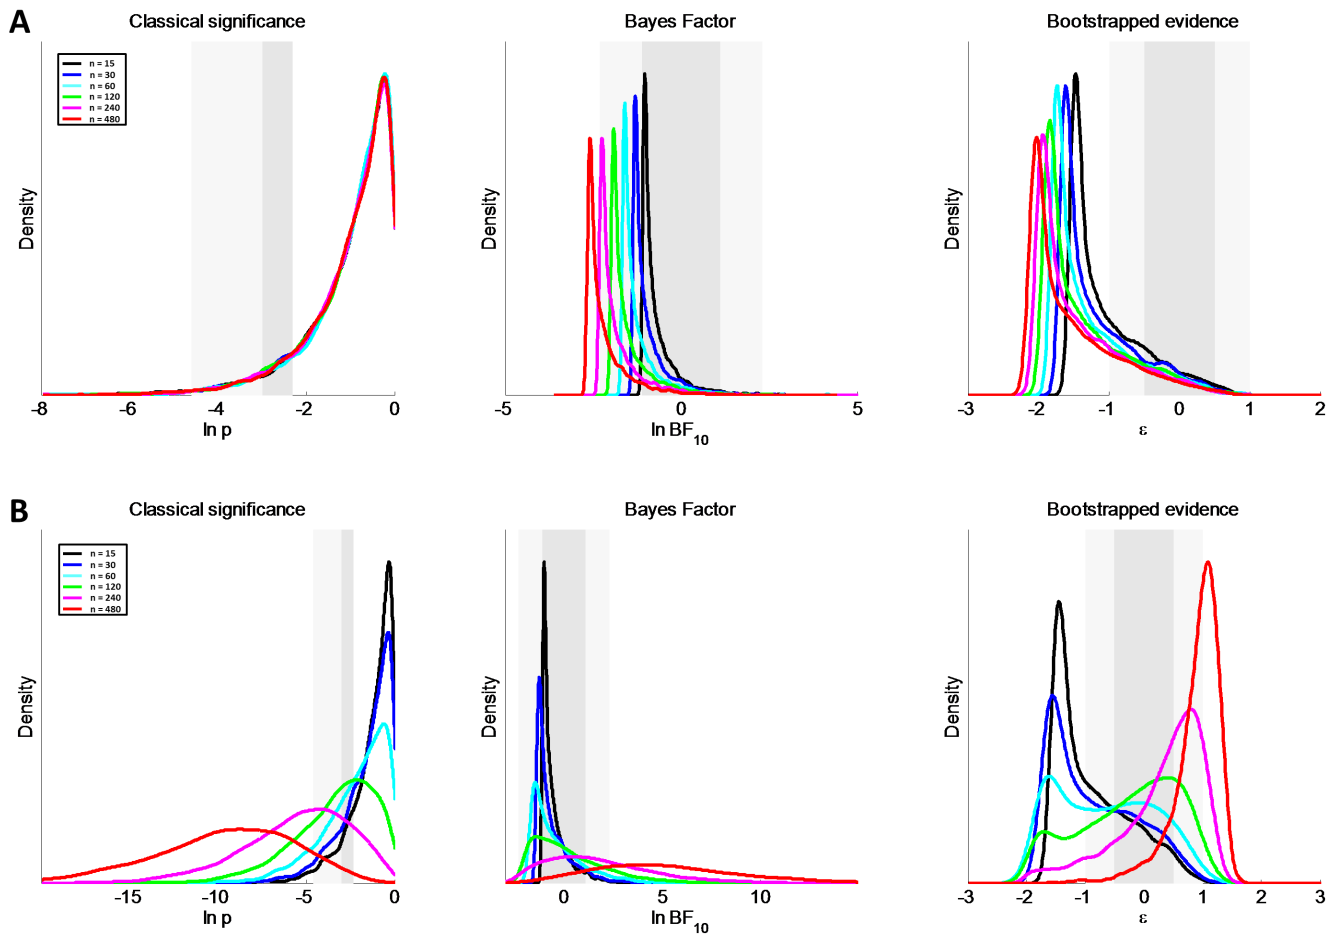 A
Classical significance
Bayes Factor
Bootstrapped evidence
n = 15
n = 30
n = 60
n = 120
n = 240
n = 480
Density
Density
Density
-8 -6 -4 -2 0
-5 0 5
-3 -2 -1 0 1 2
ln p
ln BF10
ε
B
Classical significance
Bayes Factor
Bootstrapped evidence
n = 15
n = 30
n = 60
n = 120
n = 240
n = 480
Density
Density
Density
-15 -10 -5 0
0 5 10
-3 -2 -1 0 1 2 3
ln p
ln BF10
ε